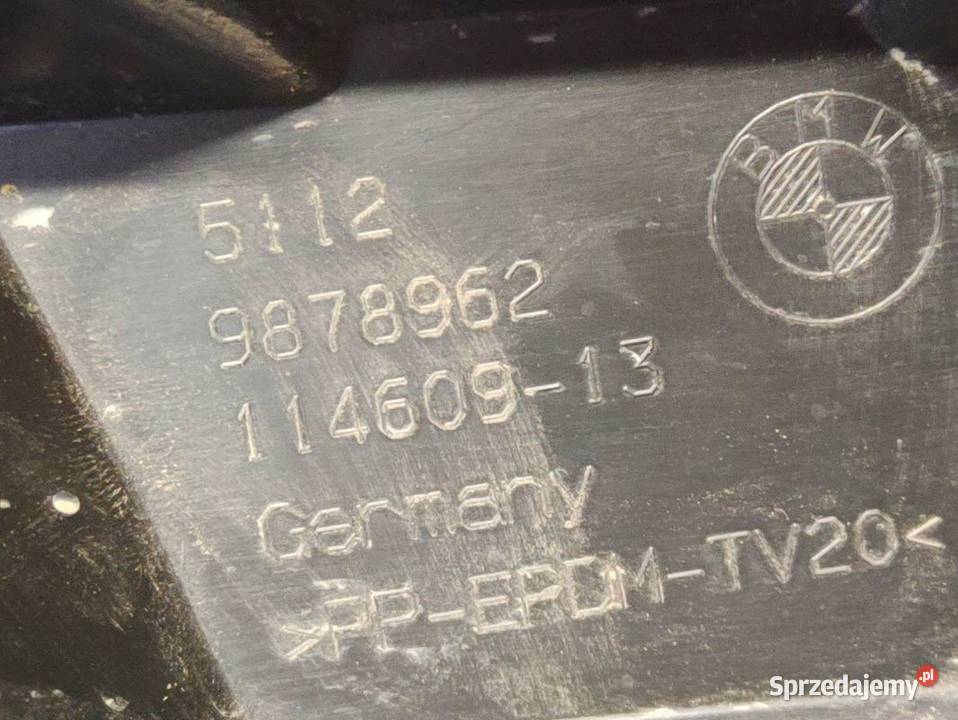 BMW
5112
9878962
114609-13
Germany
>PP-EPDM-TV20<
Sprzedajemy.pl